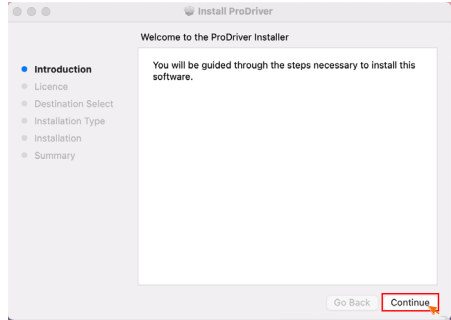 Install ProDriver
Welcome to the ProDriver Installer
Introduction
Licence
Destination Select
Installation Type
Installation
Summary
You will be guided through the steps necessary to install this
software.
Go Back
Continue